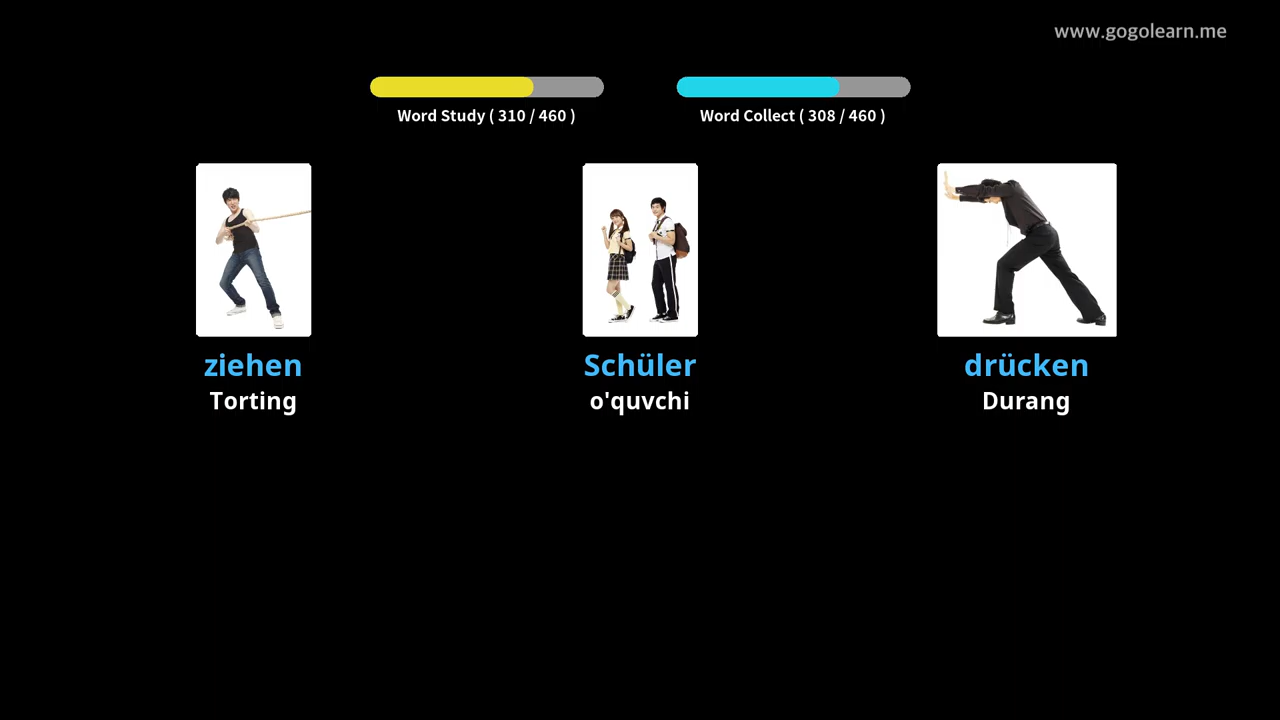 www.gogolearn.me
Word Study ( 310 / 460 )
Word Collect ( 308 / 460 )
ziehen
Torting
Schüler
o'quvchi
drücken
Durang